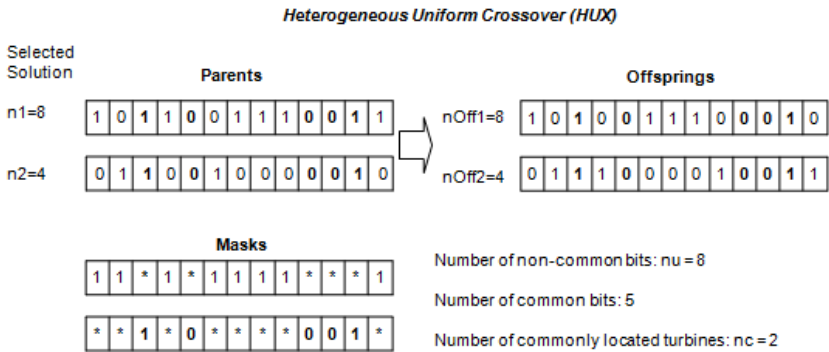 Heterogeneous Uniform Crossover (HUX)
Selected
Solution
Parents
Offsprings
n1=8
1 0 1 1 0 0 1 1 1 0 0 1 1
nOff1=8
1 0 1 0 0 1 1 1 0 0 0 1 0
n2=4
0 1 1 0 0 1 0 0 0 0 0 1 0
nOff2=4
0 1 1 1 0 0 0 0 1 0 0 1 1
Masks
1 1 * 1 * 1 1 1 1 * * * 1
* * 1 * 0 * * * * 0 0 1 *
Number of non-common bits: nu = 8
Number of common bits: 5
Number of commonly located turbines: nc = 2